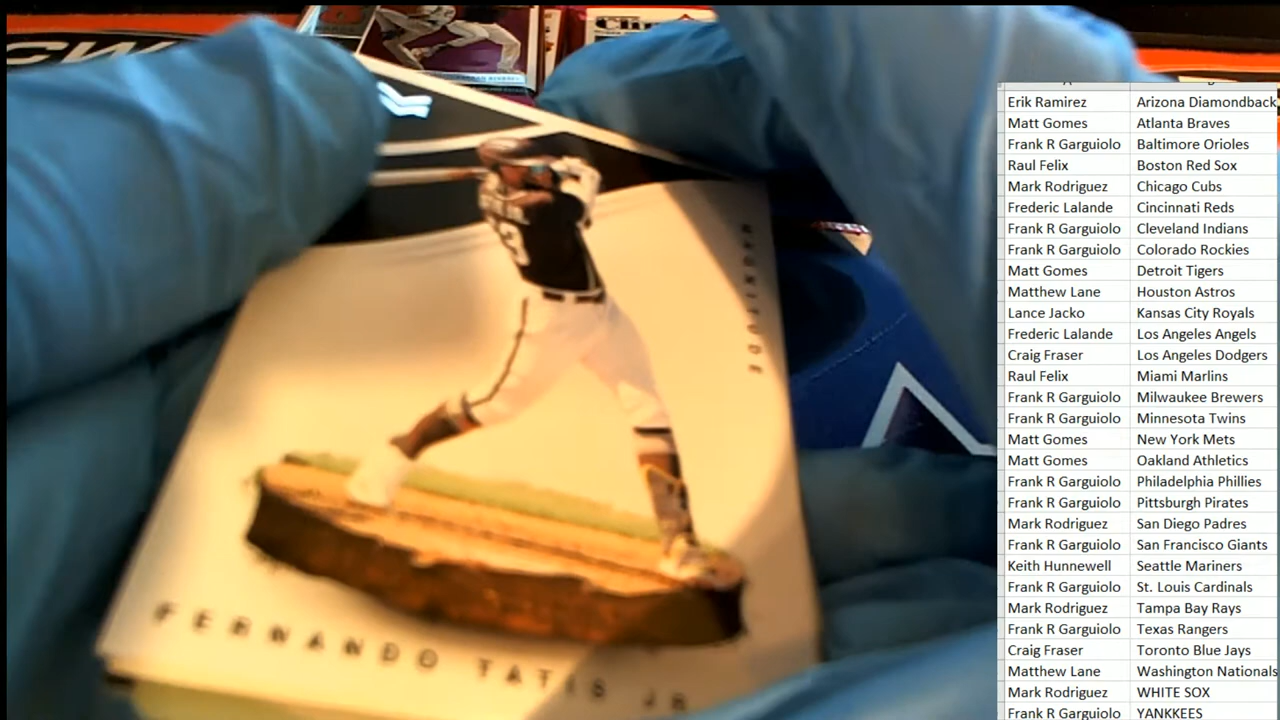 CW
Erik Ramirez Arizona Diamondback
Matt Gomes Atlanta Braves
Frank R Garguiolo Baltimore Orioles
Raul Felix Boston Red Sox
Mark Rodriguez Chicago Cubs
Frederic Lalande Cincinnati Reds
Frank R Garguiolo Cleveland Indians
Frank R Garguiolo Colorado Rockies
Matt Gomes Detroit Tigers
Matthew Lane Houston Astros
Lance Jacko Kansas City Royals
Frederic Lalande Los Angeles Angels
Craig Fraser Los Angeles Dodgers
Raul Felix Miami Marlins
Frank R Garguiolo Milwaukee Brewers
Frank R Garguiolo Minnesota Twins
Matt Gomes New York Mets
Matt Gomes Oakland Athletics
Frank R Garguiolo Philadelphia Phillies
Frank R Garguiolo Pittsburgh Pirates
Mark Rodriguez San Diego Padres
Frank R Garguiolo San Francisco Giants
Keith Hunnewell Seattle Mariners
Frank R Garguiolo St. Louis Cardinals
Mark Rodriguez Tampa Bay Rays
Frank R Garguiolo Texas Rangers
Craig Fraser Toronto Blue Jays
Matthew Lane Washington Nationals
Mark Rodriguez WHITE SOX
Frank R Garguiolo YANKKEES
MAGNITUDE
23
FERNANDO TATIS JR